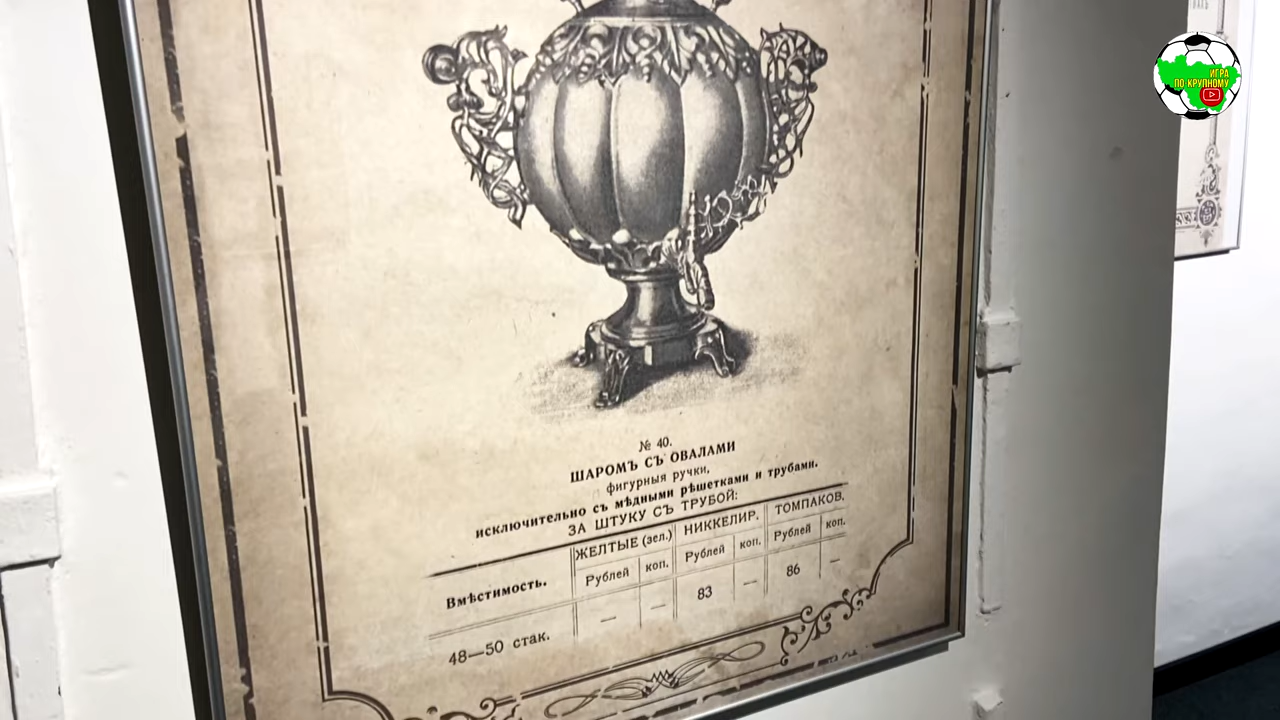 ИГРА
ПО КРУПНОМУ
№ 40.
ШАРОМЪ СЪ ОВАЛАМИ
фигурныя ручки,
исключительно съ мѣдными рѣшетками и трубами.
ЗА ШТУКУ СЪ ТРУБОЙ:
Вмѣстимость. ЖЕЛТЫЕ (зел.) НИККЕЛИР. ТОМПАКОВ.
Рублей коп. Рублей коп. Рублей коп.
48—50 стак. — — 83 — 86 —